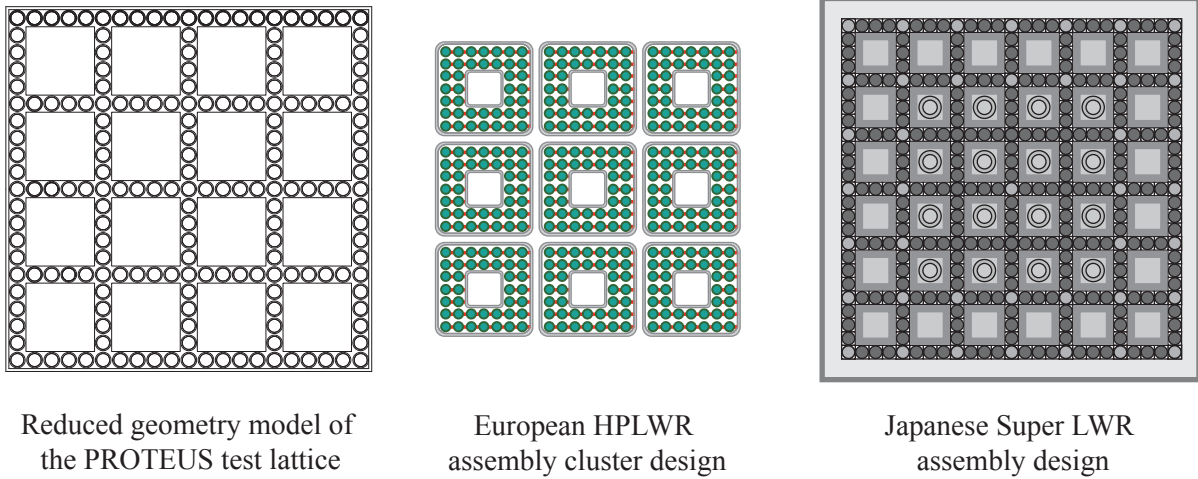 Reduced geometry model of
the PROTEUS test lattice
European HPLWR
assembly cluster design
Japanese Super LWR
assembly design